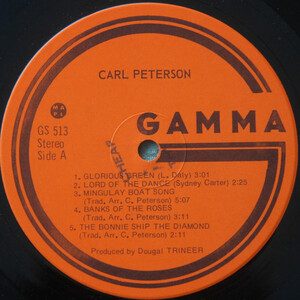 CARL PETERSON
GS 513
Stereo
Side A
GAMMA
CHEAP
1. GLORIOUS GREEN (L. Daly) 3:01
2. LORD OF THE DANCE (Sydney Carter) 2:25
3. MINGULAY BOAT SONG
(Trad. Arr. C. Peterson) 5:07
4. BANKS OF THE ROSES
(Trad. Arr. C. Peterson) 3:11
5. THE BONNIE SHIP THE DIAMOND
(Trad. Arr. C. Peterson) 2:11
Produced by Dougal TRINEER